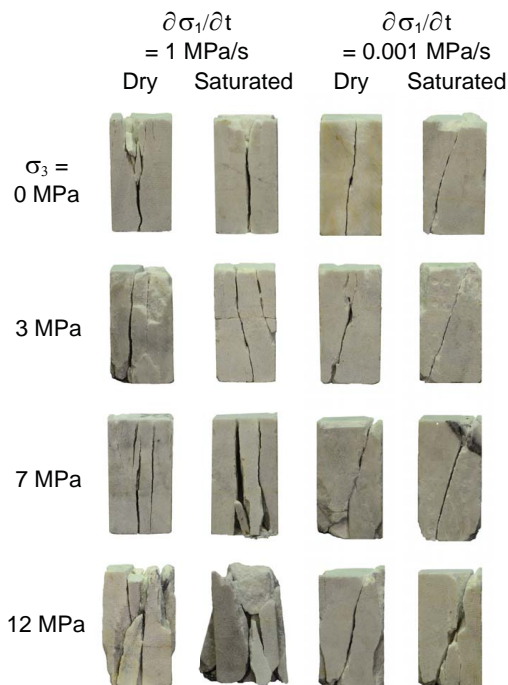 ∂σ₁/∂t ∂σ₁/∂t
= 1 MPa/s = 0.001 MPa/s
Dry Saturated Dry Saturated
σ₃ =
0 MPa
3 MPa
7 MPa
12 MPa